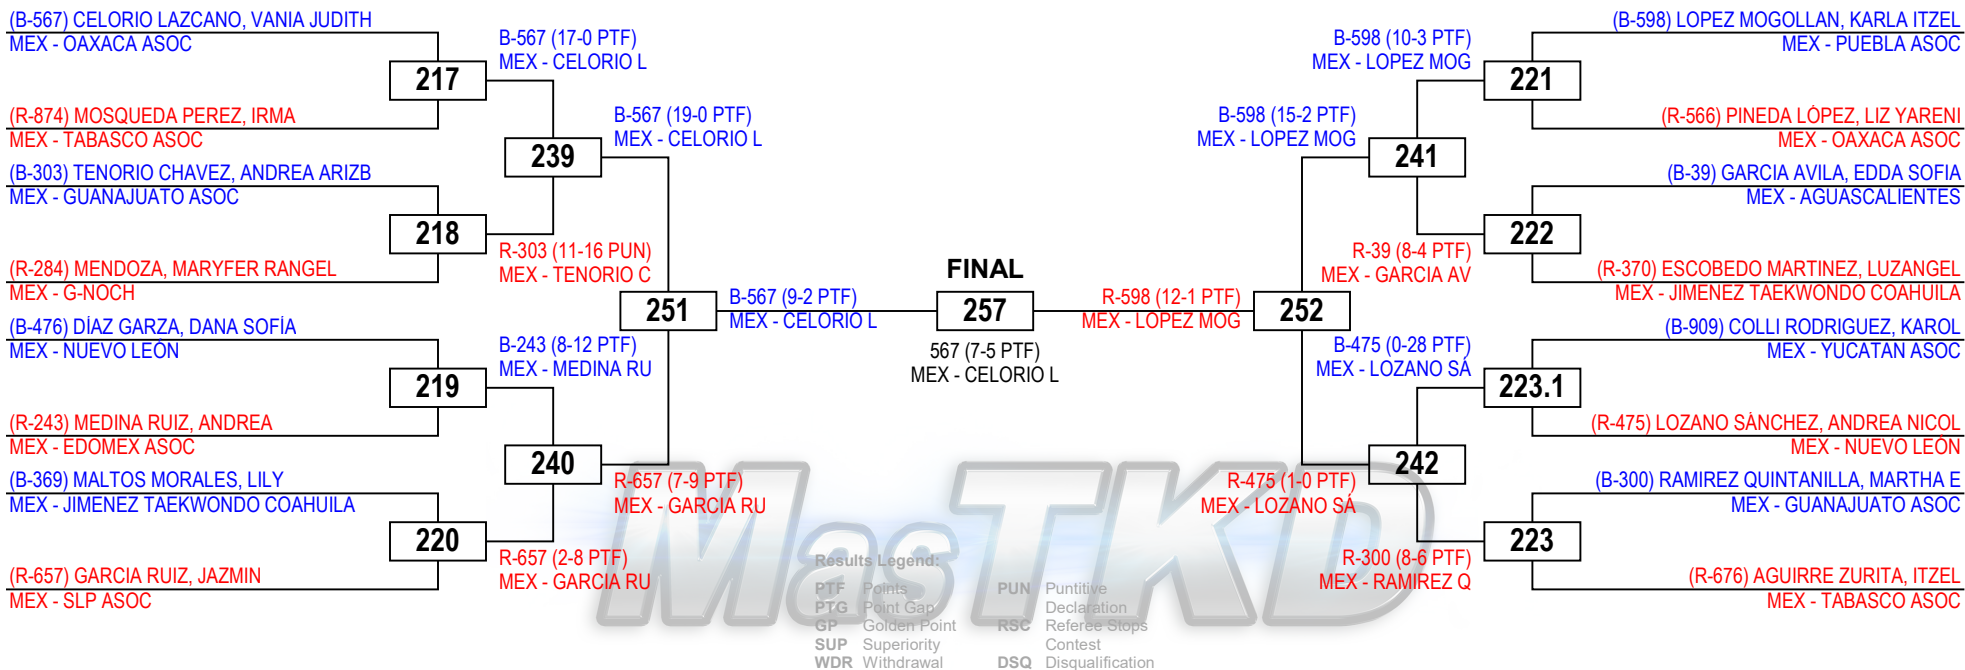 (B-567) CELORIO LAZCANO, VANIA JUDITH
MEX - OAXACA ASOC
217
(R-874) MOSQUEDA PEREZ, IRMA
MEX - TABASCO ASOC
(B-303) TENORIO CHAVEZ, ANDREA ARIZB
MEX - GUANAJUATO ASOC
218
(R-284) MENDOZA, MARYFER RANGEL
MEX - G-NOCH
(B-476) DÍAZ GARZA, DANA SOFÍA
MEX - NUEVO LEÓN
219
(R-243) MEDINA RUIZ, ANDREA
MEX - EDOMEX ASOC
(B-369) MALTOS MORALES, LILY
MEX - JIMENEZ TAEKWONDO COAHUILA
220
(R-657) GARCIA RUIZ, JAZMIN
MEX - SLP ASOC
B-567 (17-0 PTF)
MEX - CELORIO L
239
R-303 (11-16 PUN)
MEX - TENORIO C
B-243 (8-12 PTF)
MEX - MEDINA RU
240
R-657 (2-8 PTF)
MEX - GARCIA RU
B-567 (19-0 PTF)
MEX - CELORIO L
251
R-657 (7-9 PTF)
MEX - GARCIA RU
B-567 (9-2 PTF)
MEX - CELORIO L
FINAL
257
567 (7-5 PTF)
MEX - CELORIO L
R-598 (12-1 PTF)
MEX - LOPEZ MOG
B-598 (15-2 PTF)
MEX - LOPEZ MOG
252
R-475 (1-0 PTF)
MEX - LOZANO SÁ
B-598 (10-3 PTF)
MEX - LOPEZ MOG
241
R-39 (8-4 PTF)
MEX - GARCIA AV
B-475 (0-28 PTF)
MEX - LOZANO SÁ
242
R-300 (8-6 PTF)
MEX - RAMIREZ Q
(B-598) LOPEZ MOGOLLAN, KARLA ITZEL
MEX - PUEBLA ASOC
221
(R-566) PINEDA LÓPEZ, LIZ YARENI
MEX - OAXACA ASOC
(B-39) GARCIA AVILA, EDDA SOFIA
MEX - AGUASCALIENTES
222
(R-370) ESCOBEDO MARTINEZ, LUZANGEL
MEX - JIMENEZ TAEKWONDO COAHUILA
(B-909) COLLI RODRIGUEZ, KAROL
MEX - YUCATAN ASOC
223.1
(R-475) LOZANO SÁNCHEZ, ANDREA NICOL
MEX - NUEVO LEÓN
(B-300) RAMIREZ QUINTANILLA, MARTHA E
MEX - GUANAJUATO ASOC
223
(R-676) AGUIRRE ZURITA, ITZEL
MEX - TABASCO ASOC
MasTKD
Results Legend:
PTF Points
PTG Point Gap
GP Golden Point
SUP Superiority
WDR Withdrawal
PUN Puntitive
Declaration
RSC Referee Stops
Contest
DSQ Disqualification